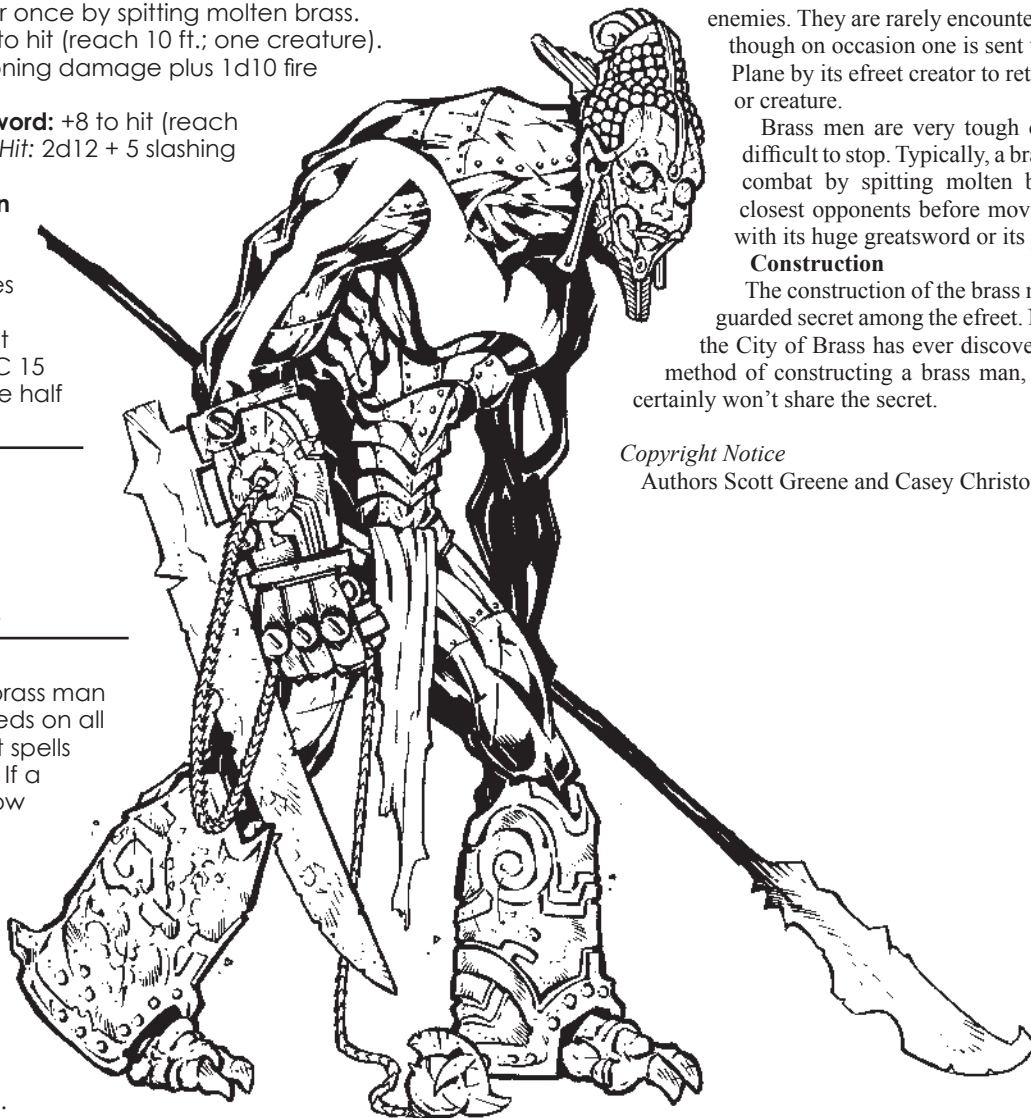 r once by spitting molten brass.
to hit (reach 10 ft.; one creature).
oning damage plus 1d10 fire
word: +8 to hit (reach
Hit: 2d12 + 5 slashing
n
es
t
C 15
e half
brass man
eds on all
t spells
If a
ow
.
enemies. They are rarely encounte
though on occasion one is sent
Plane by its efreet creator to ret
or creature.
Brass men are very tough
difficult to stop. Typically, a bra
combat by spitting molten b
closest opponents before mov
with its huge greatsword or its
Construction
The construction of the brass
guarded secret among the efreet.
the City of Brass has ever discove
method of constructing a brass man,
certainly won’t share the secret.
Copyright Notice
Authors Scott Greene and Casey Christo